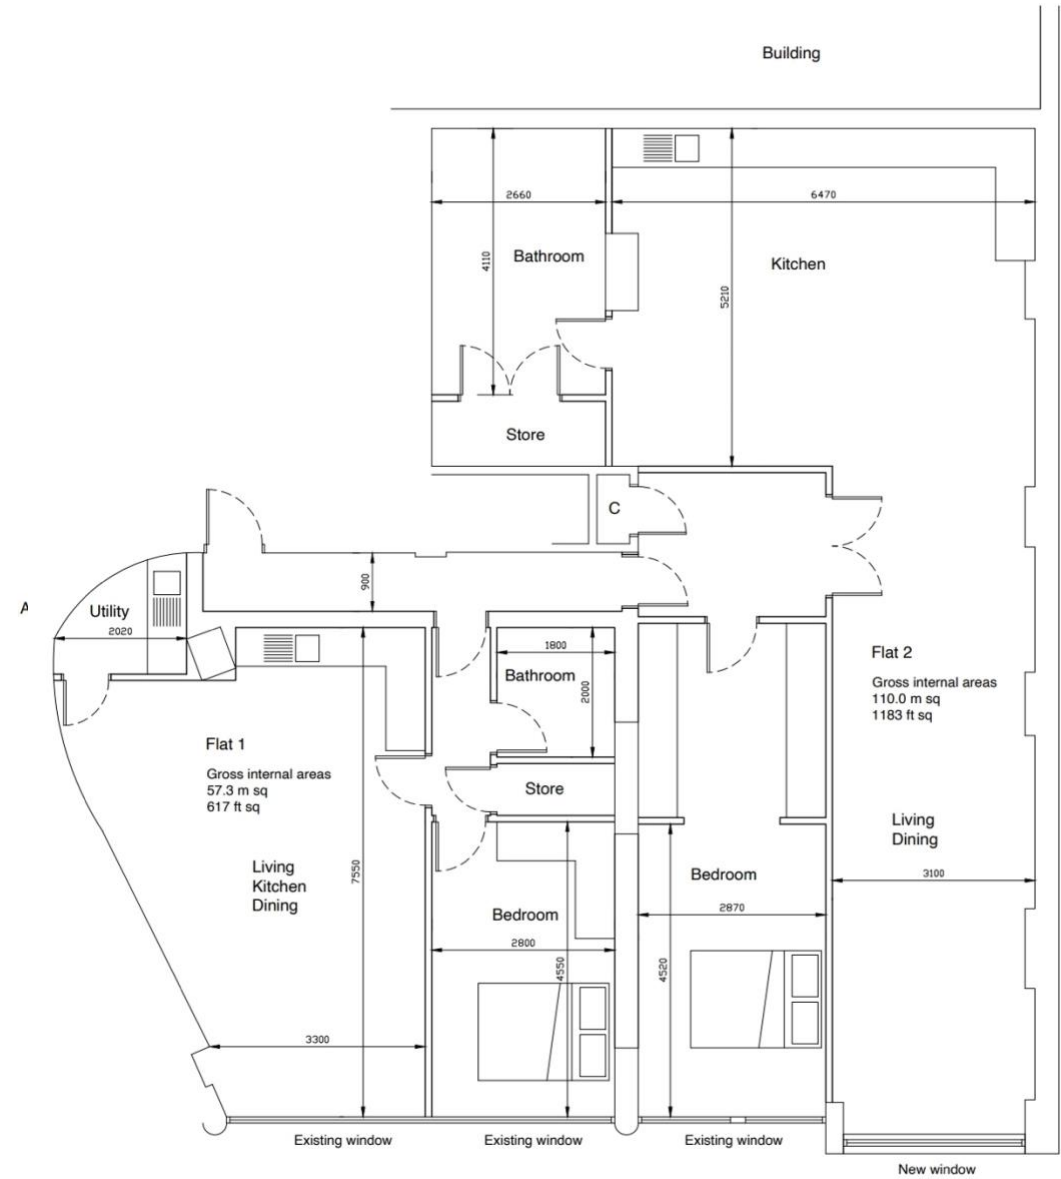 Building
2660
6470
Bathroom
Kitchen
4110
5210
Store
C
900
A
Utility
2020
1800
Bathroom
2000
Flat 2
Gross internal areas
110.0 m sq
1183 ft sq
Flat 1
Gross internal areas
57.3 m sq
617 ft sq
Store
Living
Dining
Living
Kitchen
Dining
7550
Bedroom
3100
Bedroom
2870
2800
4550
4520
3300
Existing window
Existing window
Existing window
New window